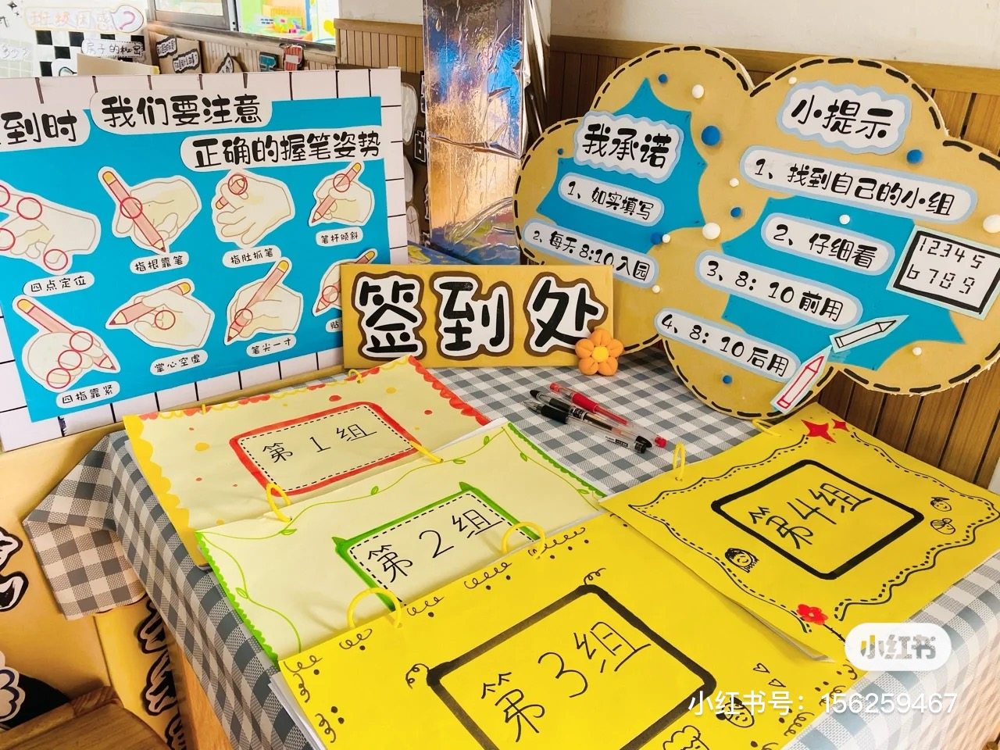 到时 我们要注意
正确的握笔姿势
四点定位
指根靠笔
指肚抓笔
笔杆倾斜
四指靠紧
掌心空虚
笔尖一寸
贴
签到处
我承诺
1、如实填写
2、每天8:10入园
小提示
1、找到自己的小组
2、仔细看
12345
6789
3、8:10前用
4、8:10后用
第1组
第2组
第3组
第4组
小红书
小红书号：156259467